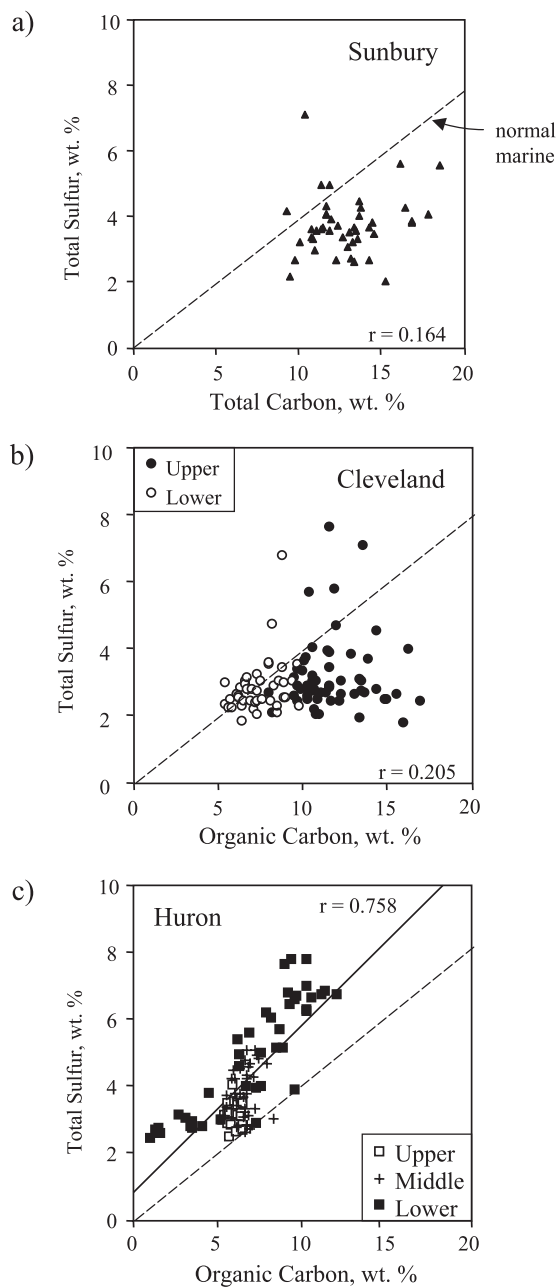 a)
Sunbury
normal
marine
Total Sulfur, wt. %
10
8
6
4
2
0
r = 0.164
0 5 10 15 20
Total Carbon, wt. %
b)
Upper
Lower
Cleveland
Total Sulfur, wt. %
10
8
6
4
2
0
r = 0.205
0 5 10 15 20
Organic Carbon, wt. %
c)
Huron
r = 0.758
Total Sulfur, wt. %
10
8
6
4
2
0
Upper
Middle
Lower
0 5 10 15 20
Organic Carbon, wt. %